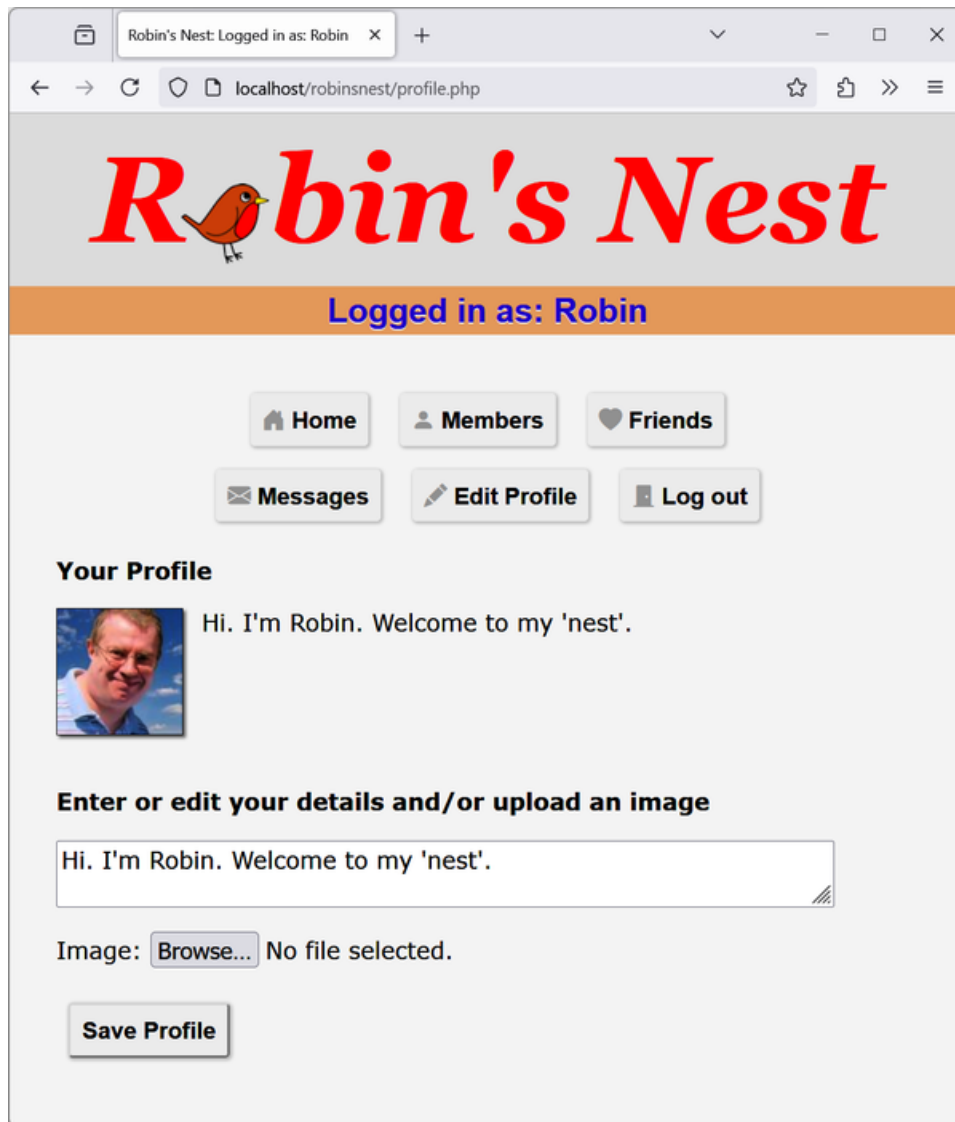 Robin's Nest: Logged in as: Robin
localhost/robinsnest/profile.php
Robin's Nest
Logged in as: Robin
Home Members Friends
Messages Edit Profile Log out
Your Profile
Hi. I'm Robin. Welcome to my 'nest'.
Enter or edit your details and/or upload an image
Hi. I'm Robin. Welcome to my 'nest'.
Image: Browse... No file selected.
Save Profile